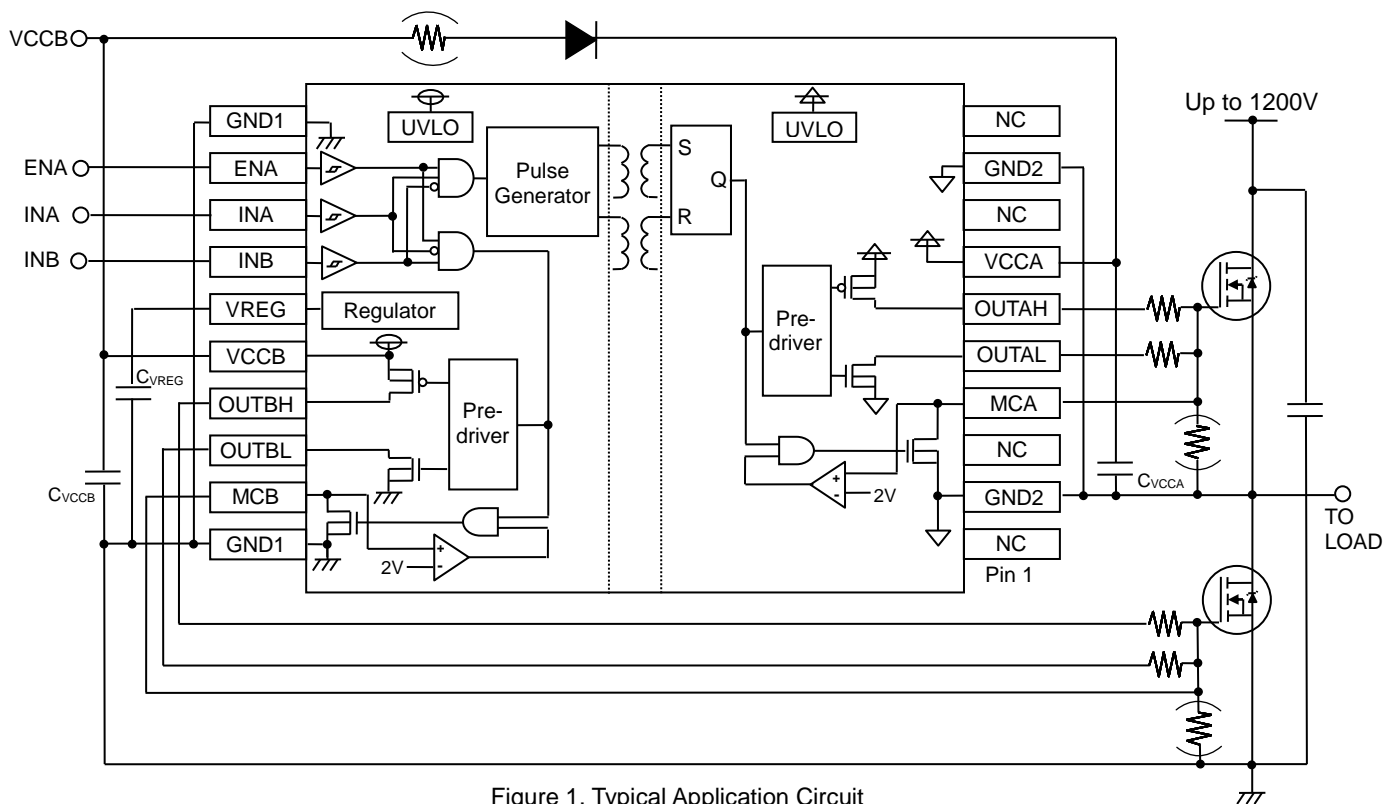 VCCB
Up to 1200V
GND1
UVLO
UVLO
NC
ENA
ENA
Pulse
Generator
S
Q
R
GND2
INA
INA
NC
INB
INB
VCCA
VREG
Regulator
Pre-
driver
OUTAH
VCCB
OUTAL
CVREG
OUTBH
Pre-
driver
MCA
OUTBL
NC
CVCCB
MCB
2V
GND2
CVCCA
TO
LOAD
GND1
2V
NC
Pin 1
Figure 1. Typical Application Circuit